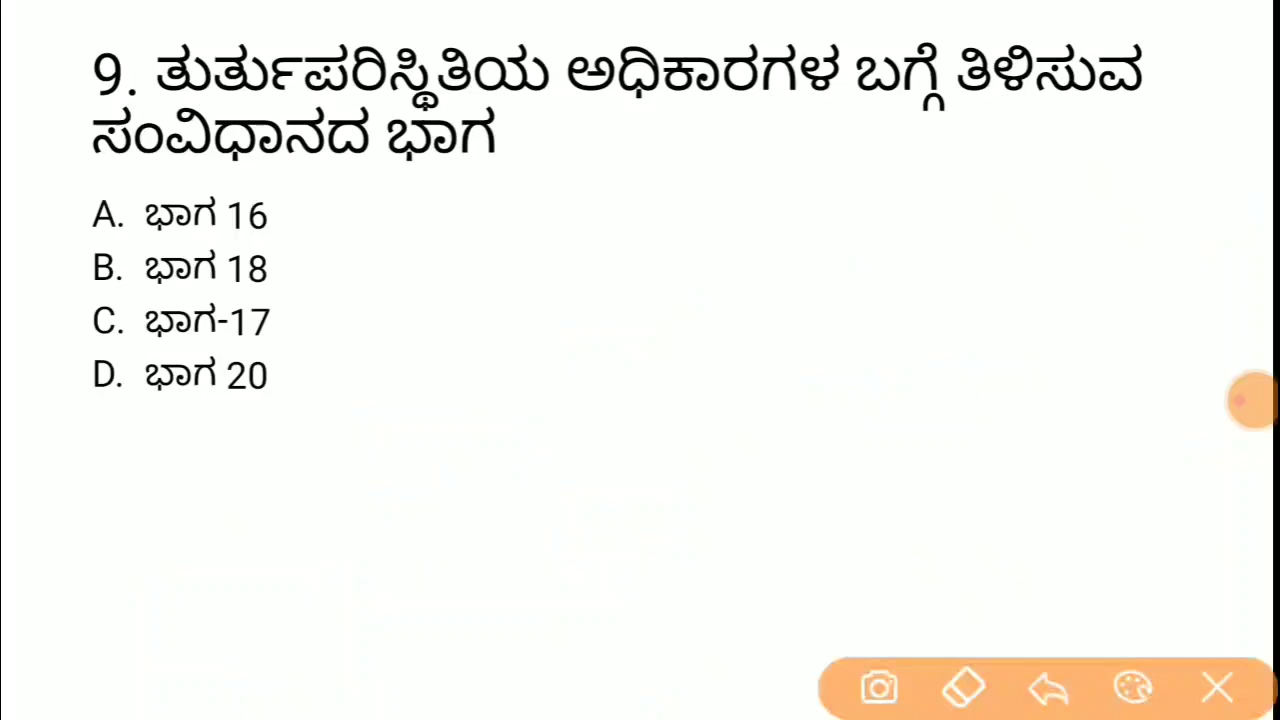 9. ತುರ್ತುಪರಿಸ್ಥಿತಿಯ ಅಧಿಕಾರಗಳ ಬಗ್ಗೆ ತಿಳಿಸುವ
ಸಂವಿಧಾನದ ಭಾಗ
A. ಭಾಗ 16
B. ಭಾಗ 18
C. ಭಾಗ-17
D. ಭಾಗ 20